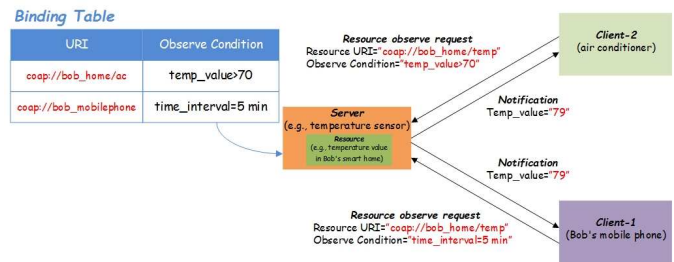 Binding Table
URI Observe Condition
coap://bob_home/ac temp_value>70
coap://bob_mobilephone time_interval=5 min
Resource observe request
Resource URI="coap://bob_home/temp"
Observe Condition="temp_value>70"
Client-2
(air conditioner)
Notification
Temp_value="79"
Server
(e.g., temperature sensor)
Resource
(e.g., temperature value
in Bob's smart home)
Notification
Temp_value="79"
Resource observe request
Resource URI="coap://bob_home/temp"
Observe Condition="time_interval=5 min"
Client-1
(Bob's mobile phone)